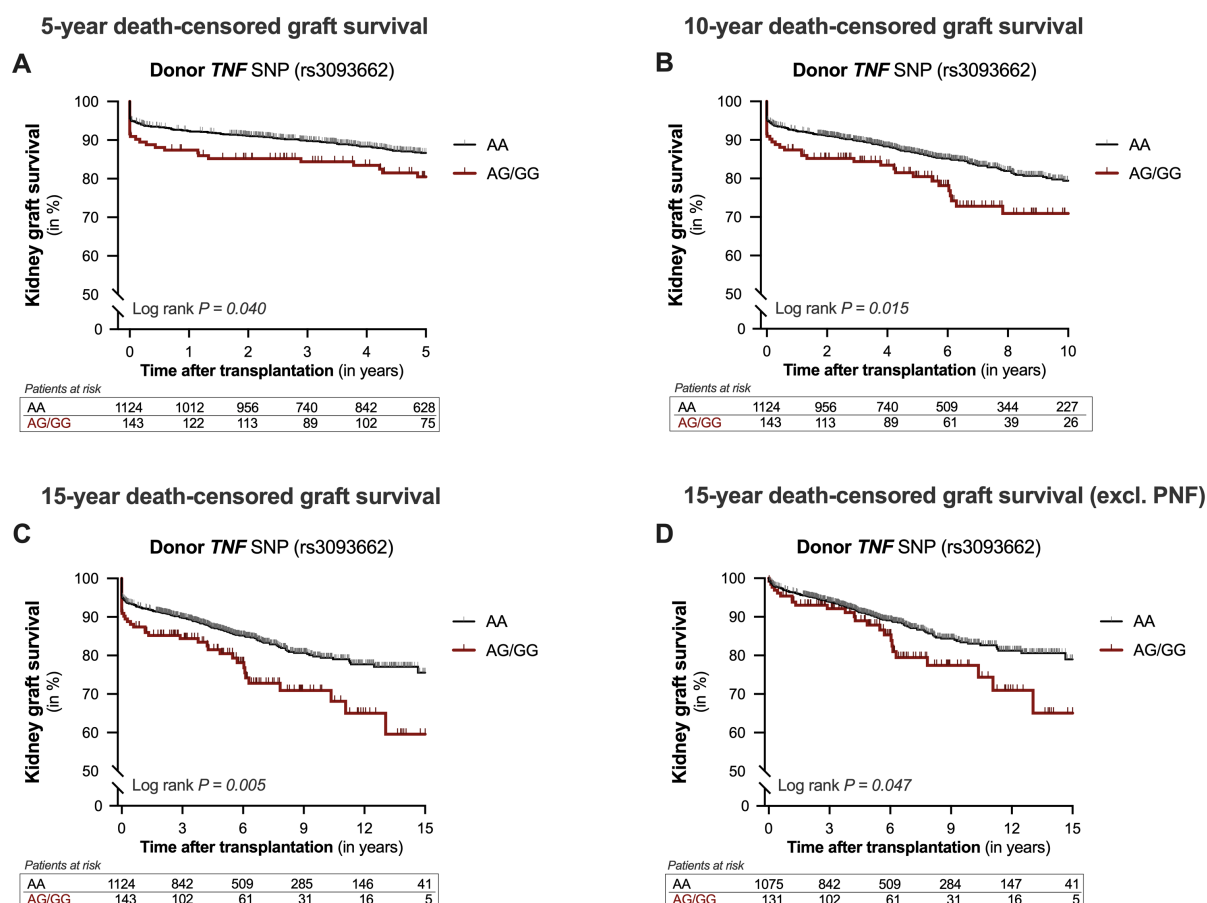 5-year death-censored graft survival
A
Donor TNF SNP (rs3093662)
Kidney graft survival
(in %)
100
90
80
70
60
50
0
AA
AG/GG
Log rank P = 0.040
0 1 2 3 4 5
Time after transplantation (in years)
Patients at risk
AA 1124 1012 956 740 842 628
AG/GG 143 122 113 89 102 75
10-year death-censored graft survival
B
Donor TNF SNP (rs3093662)
Kidney graft survival
(in %)
100
90
80
70
60
50
0
AA
AG/GG
Log rank P = 0.015
0 2 4 6 8 10
Time after transplantation (in years)
Patients at risk
AA 1124 956 740 509 344 227
AG/GG 143 113 89 61 39 26
15-year death-censored graft survival
C
Donor TNF SNP (rs3093662)
Kidney graft survival
(in %)
100
90
80
70
60
50
0
AA
AG/GG
Log rank P = 0.005
0 3 6 9 12 15
Time after transplantation (in years)
Patients at risk
AA 1124 842 509 285 146 41
AG/GG 143 102 61 31 16 5
15-year death-censored graft survival (excl. PNF)
D
Donor TNF SNP (rs3093662)
Kidney graft survival
(in %)
100
90
80
70
60
50
0
AA
AG/GG
Log rank P = 0.047
0 3 6 9 12 15
Time after transplantation (in years)
Patients at risk
AA 1075 842 509 284 147 41
AG/GG 131 102 61 31 16 5